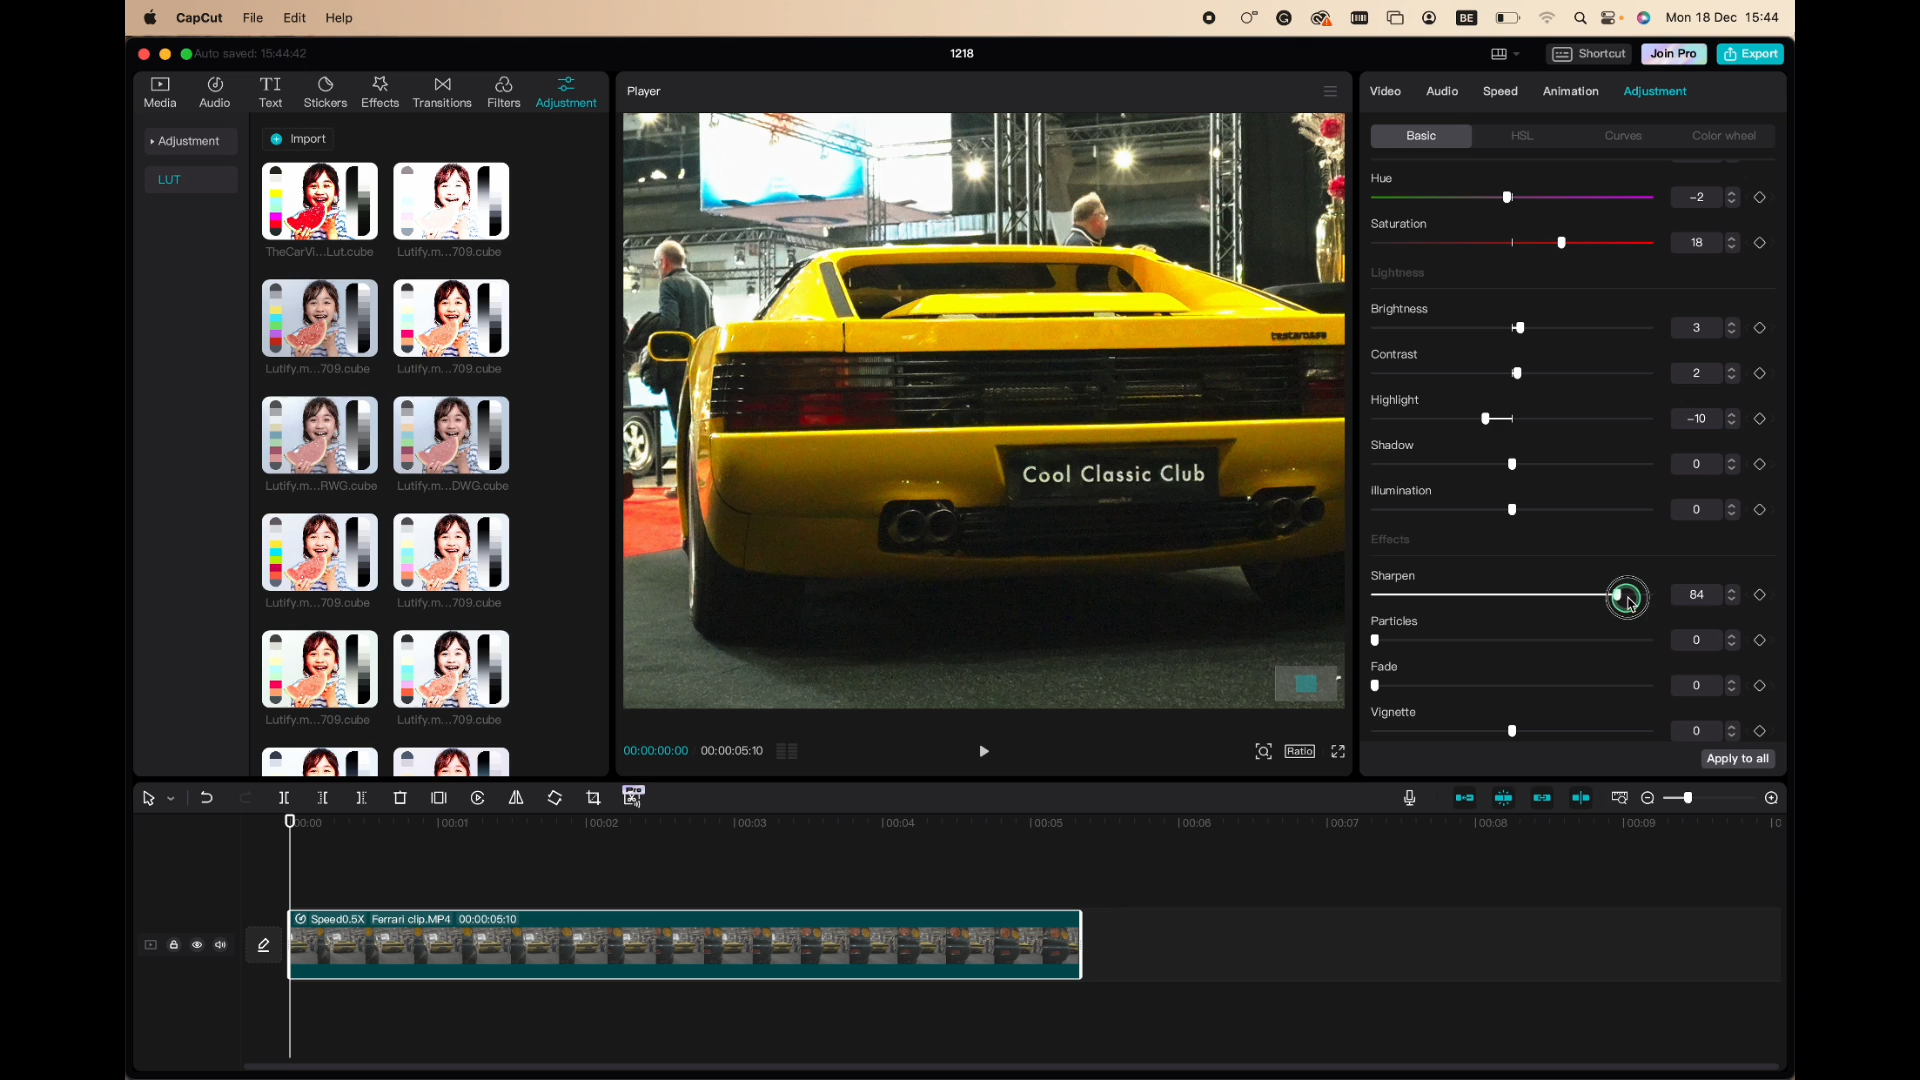 CapCut File Edit Help
BE
Mon 18 Dec 15:44
Auto saved: 15:44:42
1218
Shortcut
Join Pro
Export
Media
Audio
Text
Stickers
Effects
Transitions
Filters
Adjustment
Adjustment
LUT
Import
TheCarVi...Lut.cube
Lutify.m...709.cube
Lutify.m...709.cube
Lutify.m...709.cube
Lutify.m...RWG.cube
Lutify.m...DWG.cube
Lutify.m...709.cube
Lutify.m...709.cube
Lutify.m...709.cube
Lutify.m...709.cube
Player
testarossa
Cool Classic Club
00:00:00:00
00:00:05:10
Ratio
Video Audio Speed Animation Adjustment
Basic HSL Curves Color wheel
Hue
-2
Saturation
18
Lightness
Brightness
3
Contrast
2
Highlight
-10
Shadow
0
illumination
0
Effects
Sharpen
84
Particles
0
Fade
0
Vignette
0
Apply to all
Pro
00:00 00:01 00:02 00:03 00:04 00:05 00:06 00:07 00:08 00:09
Speed0.5X Ferrari clip.MP4 00:00:05:10